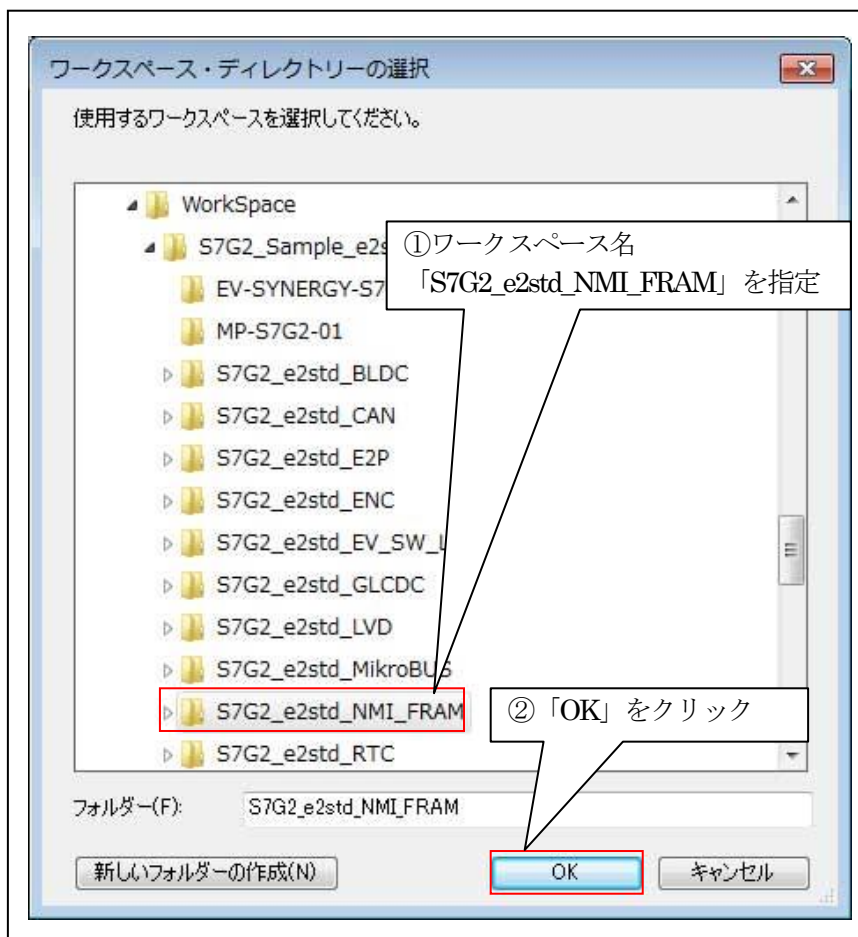 ワークスペース・ディレクトリーの選択
使用するワークスペースを選択してください。
WorkSpace
S7G2_Sample_e2s
①ワークスペース名
「S7G2_e2std_NMI_FRAM」を指定
EV-SYNERGY-S7
MP-S7G2-01
S7G2_e2std_BLDC
S7G2_e2std_CAN
S7G2_e2std_E2P
S7G2_e2std_ENC
S7G2_e2std_EV_SW_L
S7G2_e2std_GLCDC
S7G2_e2std_LVD
S7G2_e2std_MikroBUS
S7G2_e2std_NMI_FRAM
②「OK」をクリック
S7G2_e2std_RTC
フォルダー(F): S7G2_e2std_NMI_FRAM
新しいフォルダーの作成(N) OK キャンセル